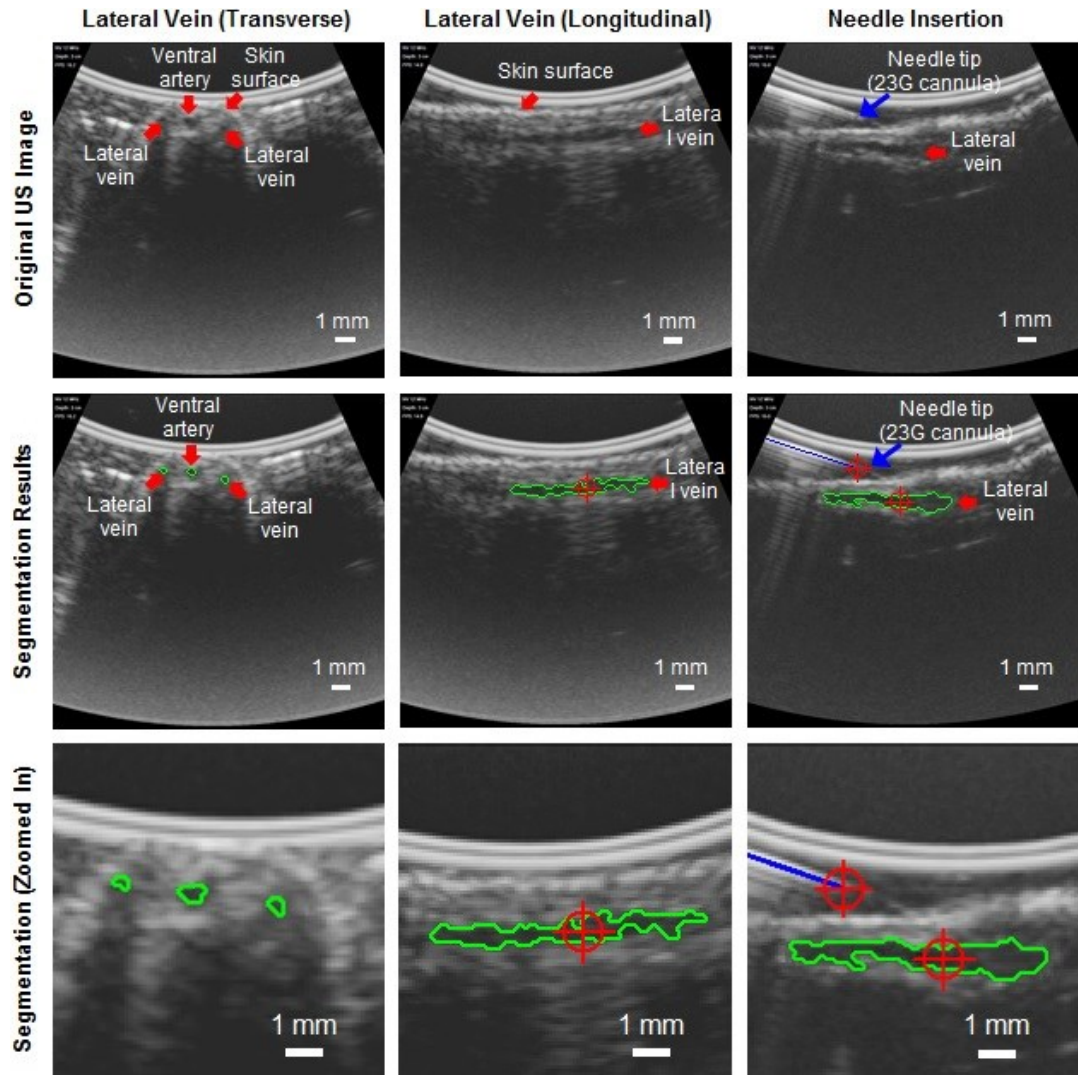 Lateral Vein (Transverse)
Lateral Vein (Longitudinal)
Needle Insertion
Original US Image
Ventral
artery
Skin
surface
Lateral
vein
Lateral
vein
1 mm
Skin surface
Latera
l vein
1 mm
Needle tip
(23G cannula)
Lateral
vein
1 mm
Segmentation Results
Ventral
artery
Lateral
vein
Lateral
vein
1 mm
Latera
l vein
1 mm
Needle tip
(23G cannula)
Lateral
vein
1 mm
Segmentation (Zoomed In)
1 mm
1 mm
1 mm